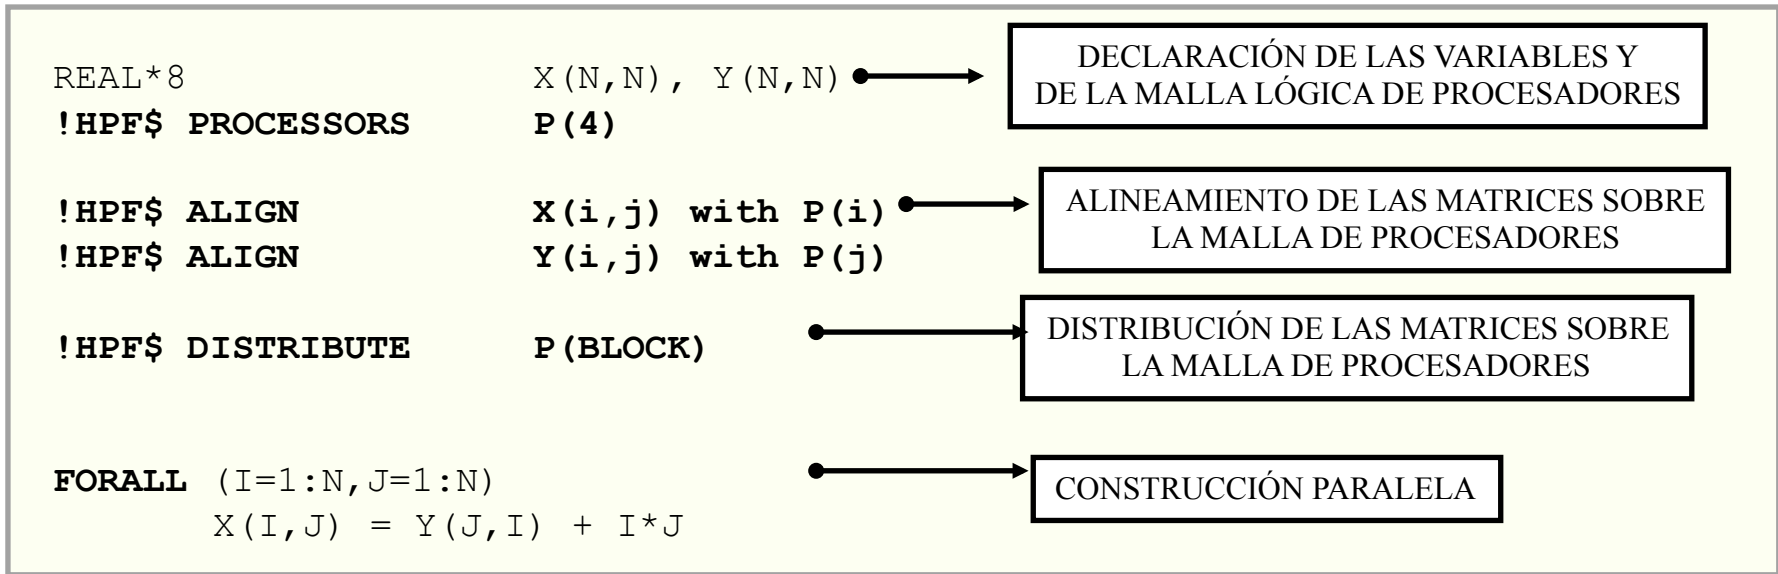 REAL*8 X(N,N), Y(N,N)
DECLARACIÓN DE LAS VARIABLES Y
DE LA MALLA LÓGICA DE PROCESADORES
!HPF$ PROCESSORS P(4)
!HPF$ ALIGN X(i,j) with P(i)
!HPF$ ALIGN Y(i,j) with P(j)
ALINEAMIENTO DE LAS MATRICES SOBRE
LA MALLA DE PROCESADORES
!HPF$ DISTRIBUTE P(BLOCK)
DISTRIBUCIÓN DE LAS MATRICES SOBRE
LA MALLA DE PROCESADORES
FORALL (I=1:N,J=1:N)
X(I,J) = Y(J,I) + I*J
CONSTRUCCIÓN PARALELA